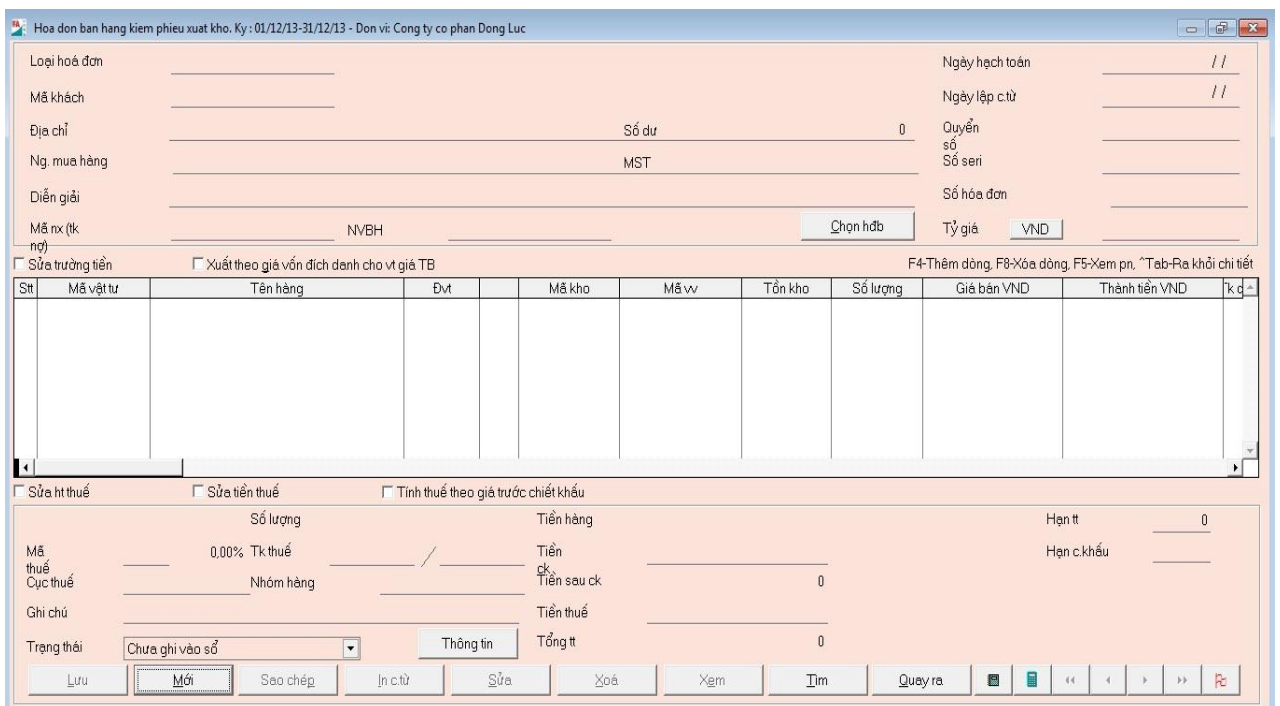 Hoa don ban hang kiem phieu xuat kho. Ky : 01/12/13-31/12/13 - Don vi: Cong ty co phan Dong Luc
Loại hoá đơn
Ngày hạch toán / /
Mã khách
Ngày lập c.từ / /
Địa chỉ Số dư 0
Quyển số
Ng. mua hàng MST
Số seri
Diễn giải
Số hóa đơn
Mã nx (tk nợ) NVBH Chọn hđb
Tỷ giá VND
Sửa trường tiền Xuất theo giá vốn đích danh cho vt giá TB F4-Thêm dòng, F8-Xóa dòng, F5-Xem pn, ^Tab-Ra khỏi chi tiết
Stt Mã vật tư Tên hàng Đvt Mã kho Mã vv Tồn kho Số lượng Giá bán VND Thành tiền VND
Sửa ht thuế Sửa tiền thuế Tính thuế theo giá trước chiết khấu
Số lượng Tiền hàng Hạn tt 0
Mã thuế 0,00% Tk thuế / Tiền ck Hạn c.khấu
Cục thuế Nhóm hàng Tiền sau ck 0
Ghi chú Tiền thuế
Trạng thái Chưa ghi vào sổ Thông tin Tổng tt 0
Lưu Mới Sao chép In c.từ Sửa Xoá Xem Tìm Quay ra